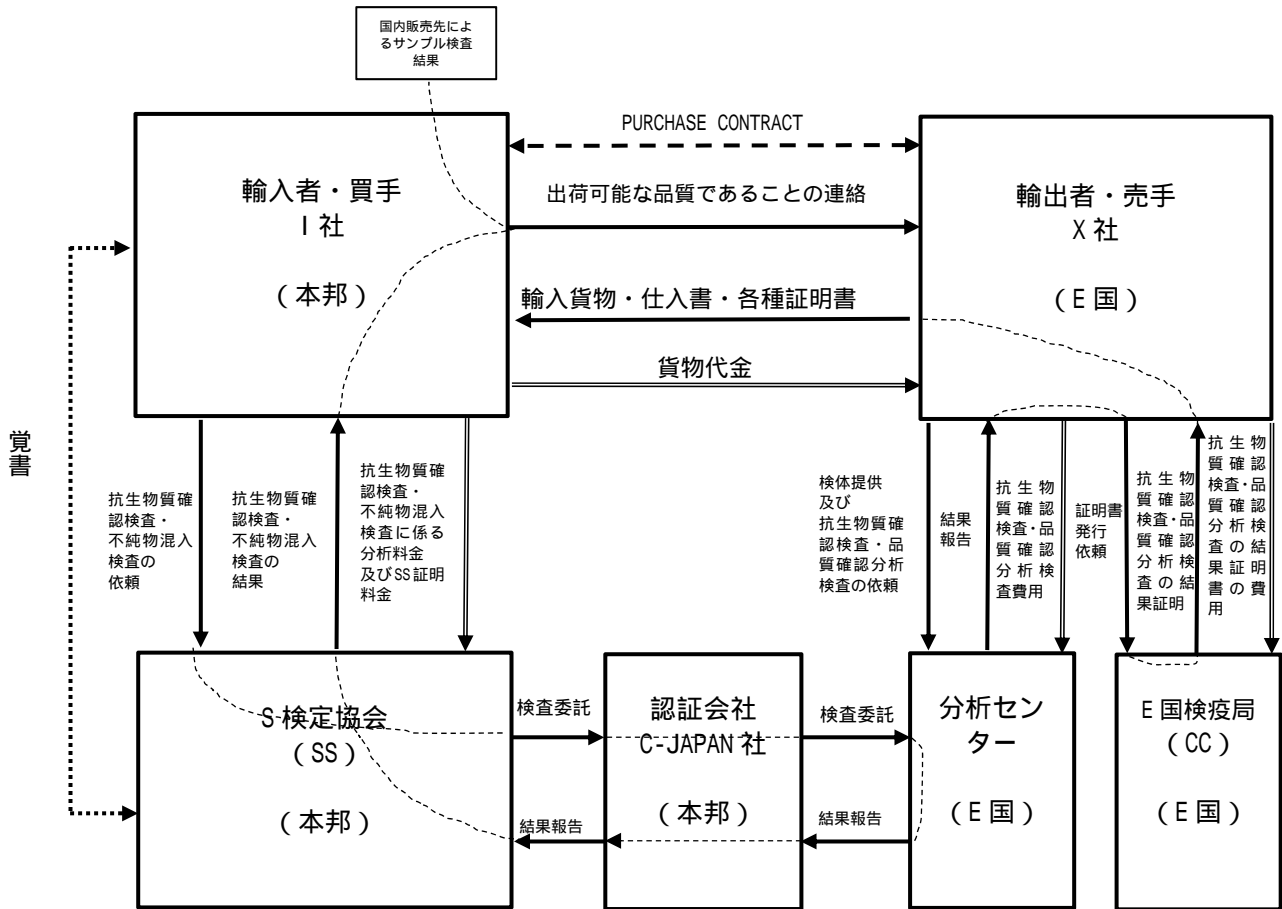 国内販売先によ
るサンプル検査
結果
PURCHASE CONTRACT
輸入者・買手
I 社
(本邦)
出荷可能な品質であることの連絡
輸出者・売手
X 社
(E 国)
輸入貨物・仕入書・各種証明書
貨物代金
覚書
抗生物質確
認検査・
不純物混入
検査の
依頼
抗生物質確
認検査・
不純物混入
検査の
結果
抗生物質確
認検査・
不純物混入
検査に係る
分析料金
及びSS証明
料金
検体提供
及び
抗生物質確
認検査・品
質確認分析
検査の依頼
結果
報告
抗生物
質確認
検査・品
質確認
分析検
査費用
証明書
発行
依頼
抗生物
質確認
検査・品
質確認
分析検
査の結
果証明
抗生物
質確認
検査・品
質確認
分析検
査の結
果証明
書の費
用
S 検定協会
(SS)
(本邦)
検査委託
結果報告
認証会社
C-JAPAN 社
(本邦)
検査委託
結果報告
分析セン
ター
(E 国)
E 国検疫局
(CC)
(E 国)